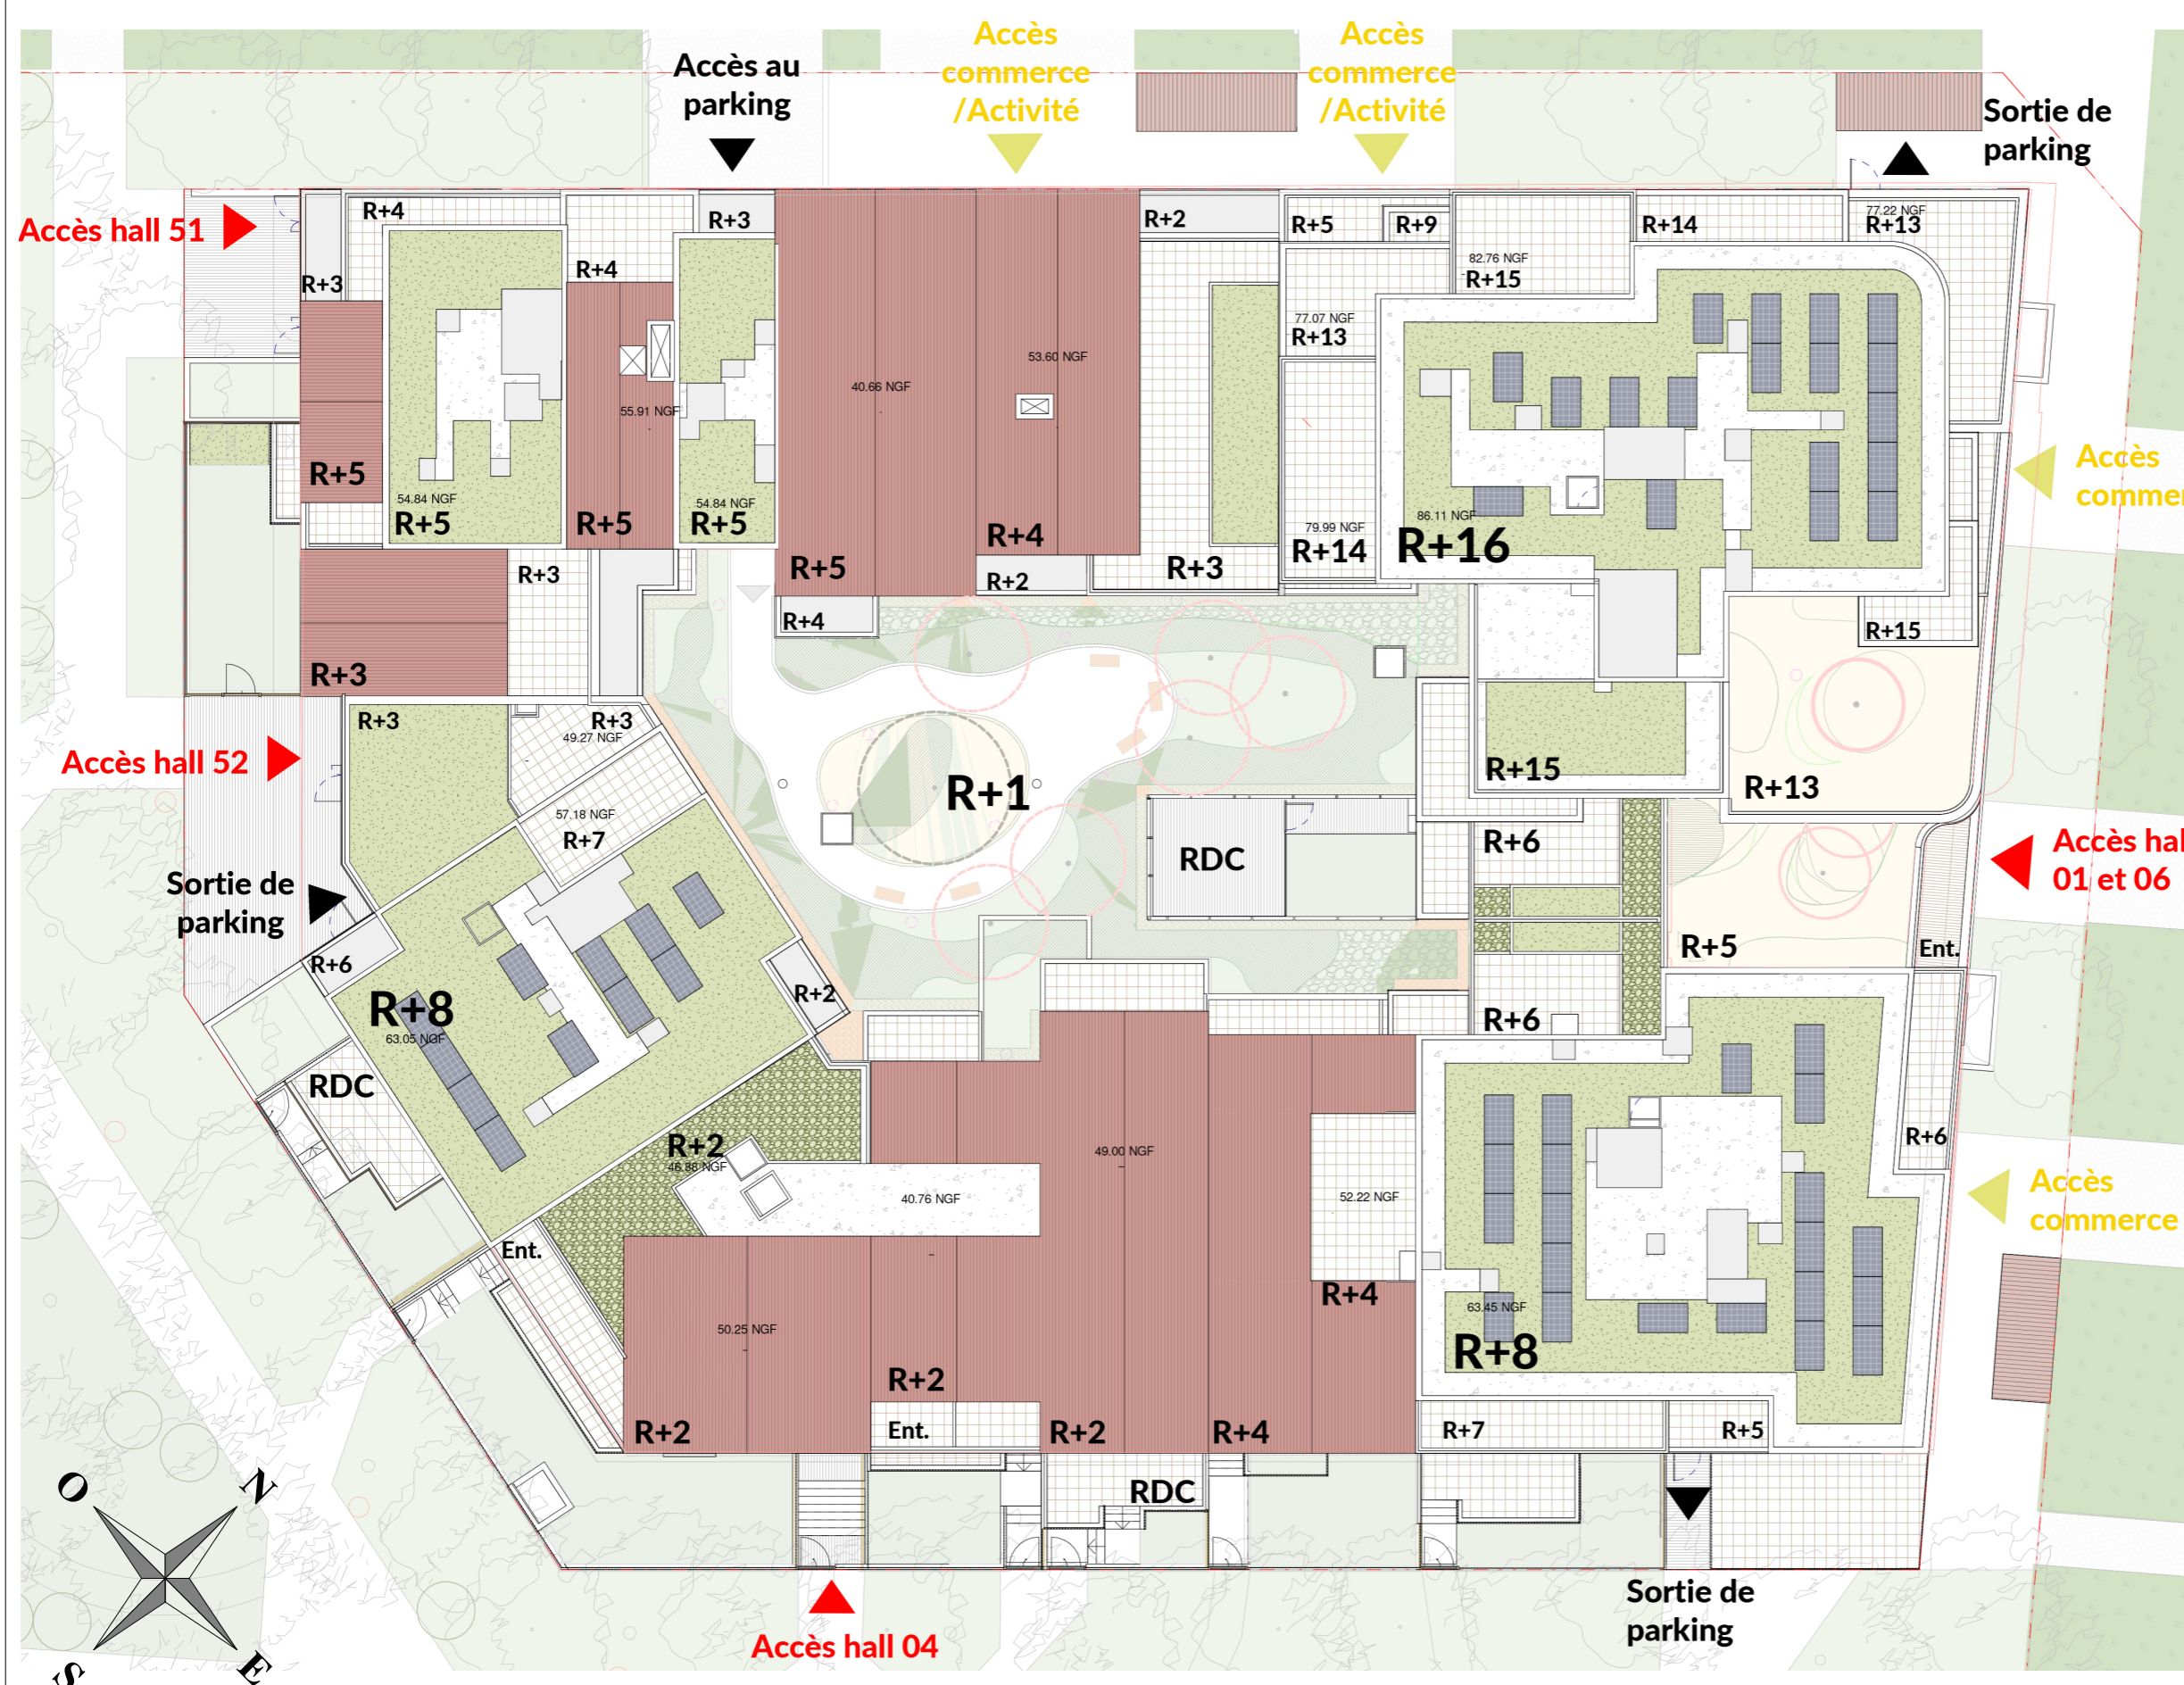 Accès au
parking
Accès
commerce
/Activité
Accès
commerce
/Activité
Sortie de
parking
Accès hall 51
R+4
R+3
R+2
R+5
R+9
R+14
77.22 NGF
R+13
R+3
R+4
82.76 NGF
R+15
77.07 NGF
R+13
53.60 NGF
40.66 NGF
55.91 NGF
R+5
54.84 NGF
R+5
R+5
54.84 NGF
R+5
R+5
R+4
79.99 NGF
R+14
86.11 NGF
R+16
Accès
R+3
R+3
R+2
R+3
R+4
R+15
R+3
R+3
49.27 NGF
Accès hall 52
R+1
R+15
R+13
57.18 NGF
R+7
RDC
R+6
Accès
01 et 06
Sortie de
parking
R+6
R+8
63.05 NGF
R+2
R+5
Ent.
R+6
RDC
R+2
46.88 NGF
40.76 NGF
49.00 NGF
52.22 NGF
R+6
Accès
commerce
Ent.
R+4
50.25 NGF
63.45 NGF
R+8
R+2
R+2
Ent.
R+2
R+4
R+7
R+5
RDC
O
N
S
E
Accès hall 04
Sortie de
parking